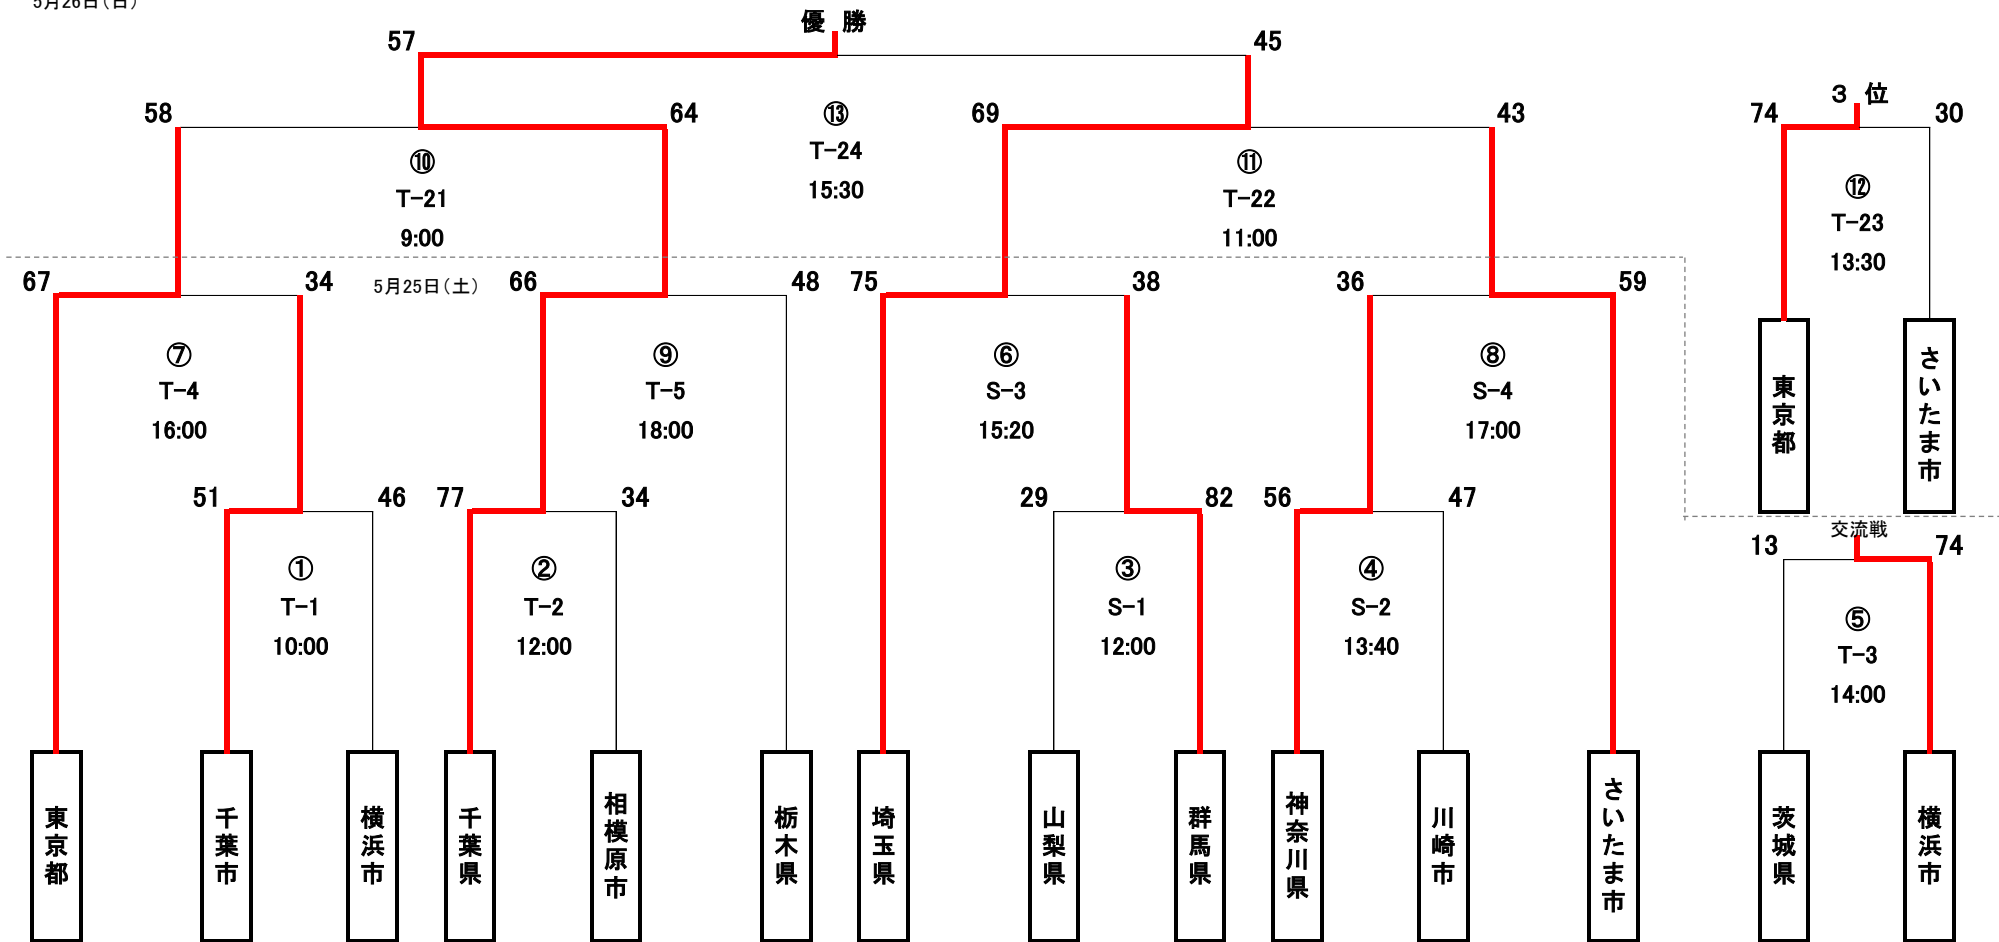 5月26日（日）
優 勝
57
45
58
64
⑬
T-24
15:30
69
43
3 位
74
30
⑩
T-21
9:00
⑪
T-22
11:00
⑫
T-23
13:30
67
34
5月25日（土）
66
48
75
38
36
59
⑦
T-4
16:00
⑨
T-5
18:00
⑥
S-3
15:20
⑧
S-4
17:00
東京都
さいたま市
51
46
77
34
29
82
56
47
交流戦
13
74
①
T-1
10:00
②
T-2
12:00
③
S-1
12:00
④
S-2
13:40
⑤
T-3
14:00
東京都
千葉市
横浜市
千葉県
相模原市
栃木県
埼玉県
山梨県
群馬県
神奈川県
川崎市
さいたま市
茨城県
横浜市